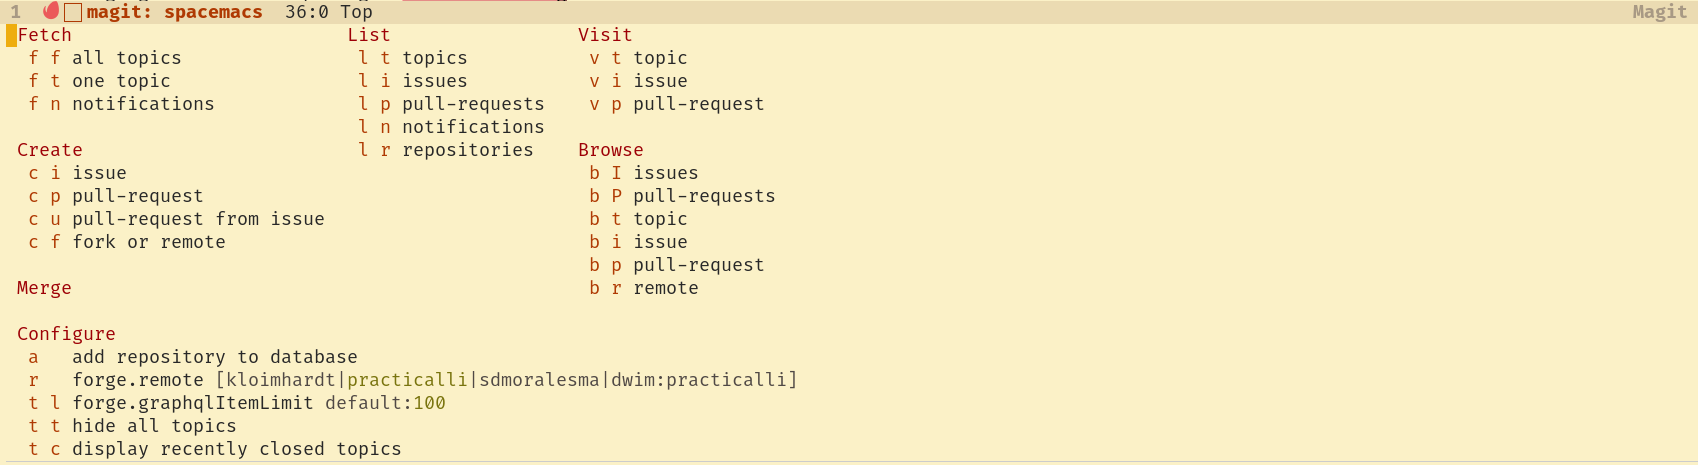 1 magit: spacemacs 36:0 Top Magit
Fetch List Visit
f f all topics l t topics v t topic
f t one topic l i issues v i issue
f n notifications l p pull-requests v p pull-request
l n notifications
Create l r repositories Browse
c i issue b I issues
c p pull-request b P pull-requests
c u pull-request from issue b t topic
c f fork or remote b i issue
b p pull-request
Merge b r remote
Configure
a add repository to database
r forge.remote [kloimhardt|practicalli|sdmoralesma|dwim:practicalli]
t l forge.graphqlItemLimit default:100
t t hide all topics
t c display recently closed topics